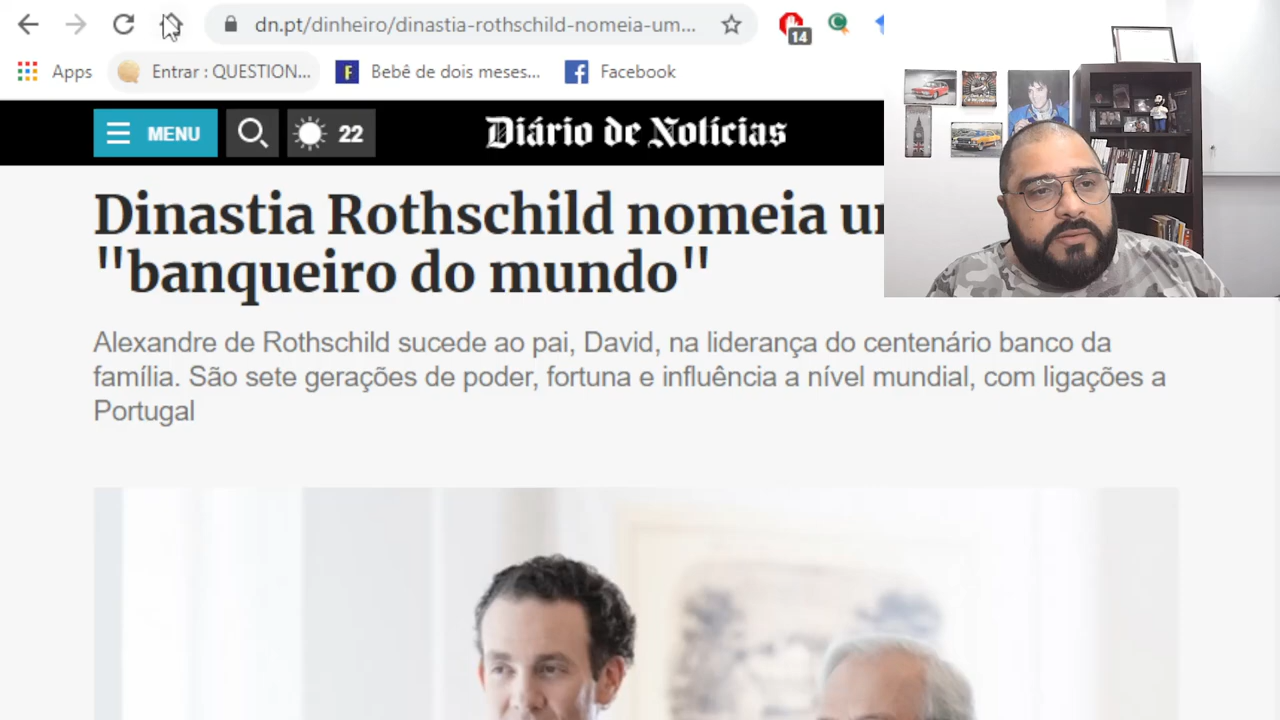 dn.pt/dinheiro/dinastia-rothschild-nomeia-um...
14
Apps
Entrar : QUESTION...
F
Bebê de dois meses...
f
Facebook
MENU
22
Diário de Notícias
Dinastia Rothschild nomeia
"banqueiro do mundo"
Alexandre de Rothschild sucede ao pai, David, na liderança do centenário banco da
família. São sete gerações de poder, fortuna e influência a nível mundial, com ligações a
Portugal